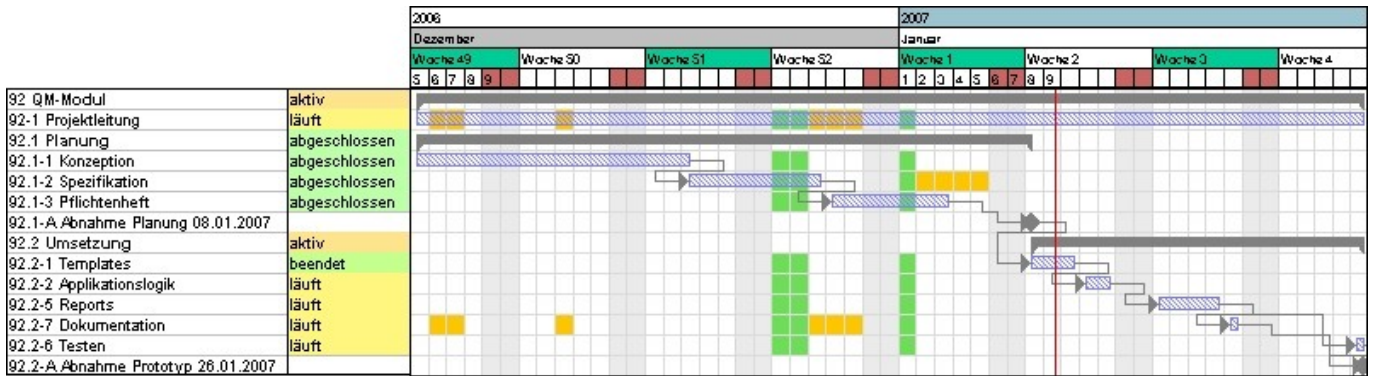 2006 2007
Dezember Januar
Woche 49 Woche 50 Woche 51 Woche 52 Woche 1 Woche 2 Woche 3 Woche 4
5 6 7 8 9 1 2 3 4 5 6 7 8 9
92 QM-Modul aktiv
92-1 Projektleitung läuft
92.1 Planung abgeschlossen
92.1-1 Konzeption abgeschlossen
92.1-2 Spezifikation abgeschlossen
92.1-3 Pflichtenheft abgeschlossen
92.1-A Abnahme Planung 08.01.2007
92.2 Umsetzung aktiv
92.2-1 Templates beendet
92.2-2 Applikationslogik läuft
92.2-5 Reports läuft
92.2-7 Dokumentation läuft
92.2-6 Testen läuft
92.2-A Abnahme Prototyp 26.01.2007